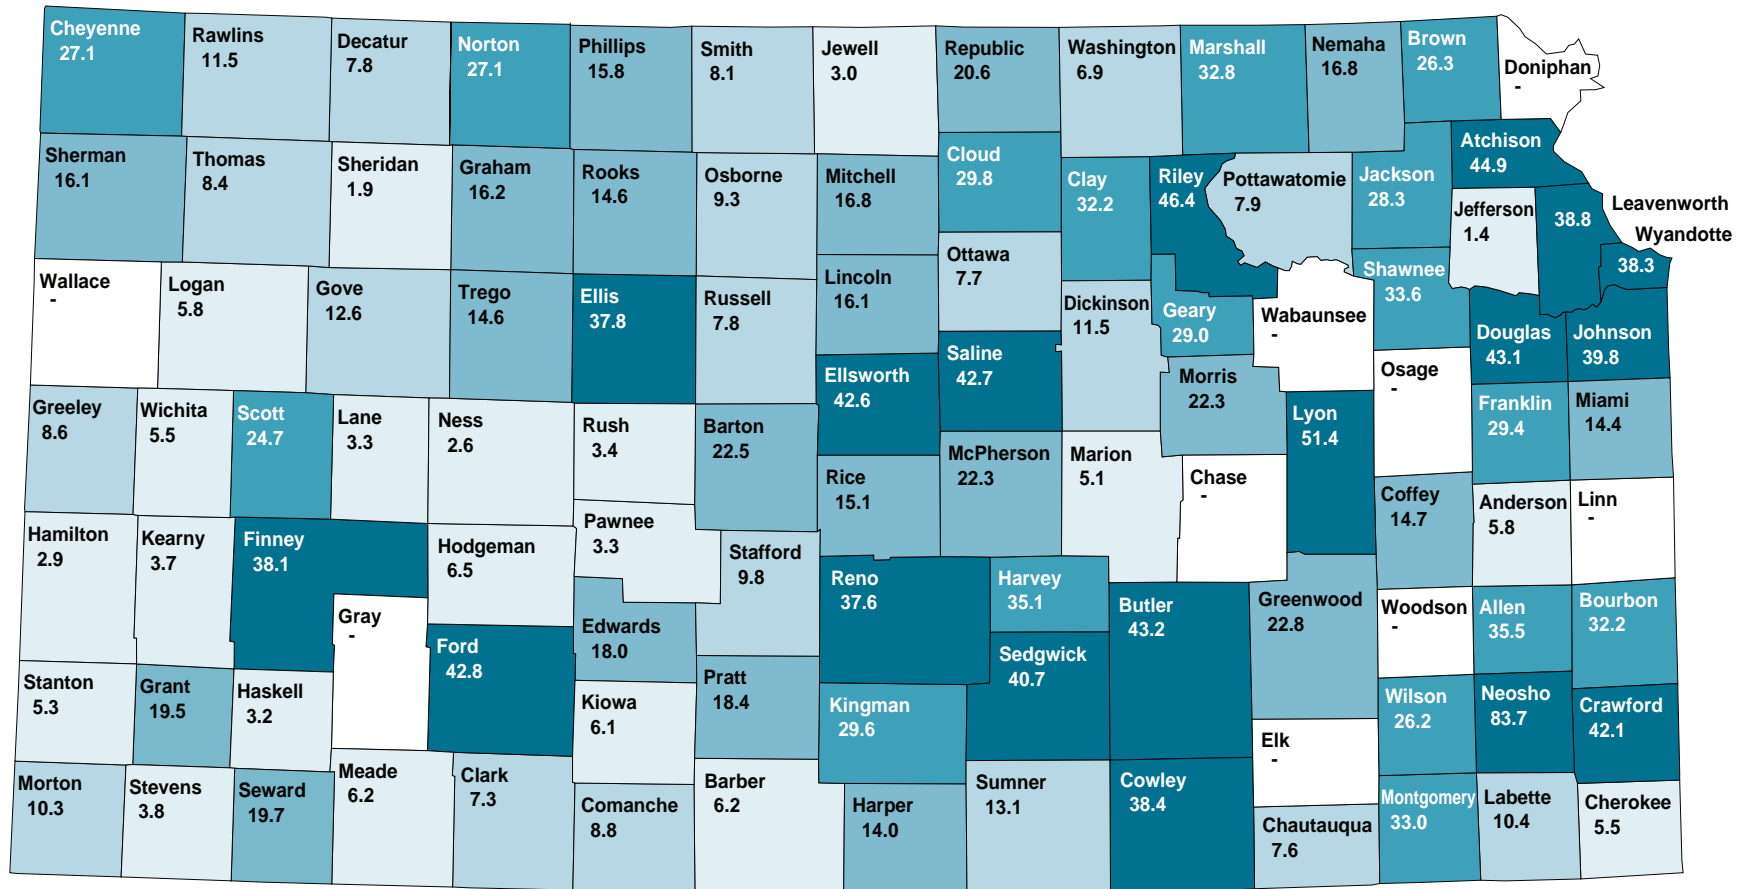 Cheyenne
27.1
Rawlins
11.5
Decatur
7.8
Norton
27.1
Phillips
15.8
Smith
8.1
Jewell
3.0
Republic
20.6
Washington
6.9
Marshall
32.8
Nemaha
16.8
Brown
26.3
Doniphan
-
Sherman
16.1
Thomas
8.4
Sheridan
1.9
Graham
16.2
Rooks
14.6
Osborne
9.3
Mitchell
16.8
Cloud
29.8
Clay
32.2
Riley
46.4
Pottawatomie
7.9
Jackson
28.3
Atchison
44.9
Jefferson
1.4
38.8
Leavenworth
Wyandotte
38.3
Wallace
-
Logan
5.8
Gove
12.6
Trego
14.6
Ellis
37.8
Russell
7.8
Lincoln
16.1
Ottawa
7.7
Dickinson
11.5
Geary
29.0
Wabaunsee
-
Shawnee
33.6
Douglas
43.1
Johnson
39.8
Ellsworth
42.6
Saline
42.7
Morris
22.3
Osage
-
Greeley
8.6
Wichita
5.5
Scott
24.7
Lane
3.3
Ness
2.6
Rush
3.4
Barton
22.5
Rice
15.1
McPherson
22.3
Marion
5.1
Chase
-
Lyon
51.4
Franklin
29.4
Miami
14.4
Coffey
14.7
Anderson
5.8
Linn
-
Hamilton
2.9
Kearny
3.7
Finney
38.1
Hodgeman
6.5
Pawnee
3.3
Stafford
9.8
Reno
37.6
Harvey
35.1
Butler
43.2
Greenwood
22.8
Woodson
-
Allen
35.5
Bourbon
32.2
Gray
-
Ford
42.8
Edwards
18.0
Sedgwick
40.7
Stanton
5.3
Grant
19.5
Haskell
3.2
Kiowa
6.1
Pratt
18.4
Kingman
29.6
Wilson
26.2
Neosho
83.7
Crawford
42.1
Elk
-
Morton
10.3
Stevens
3.8
Seward
19.7
Meade
6.2
Clark
7.3
Comanche
8.8
Barber
6.2
Harper
14.0
Sumner
13.1
Cowley
38.4
Chautauqua
7.6
Montgomery
33.0
Labette
10.4
Cherokee
5.5